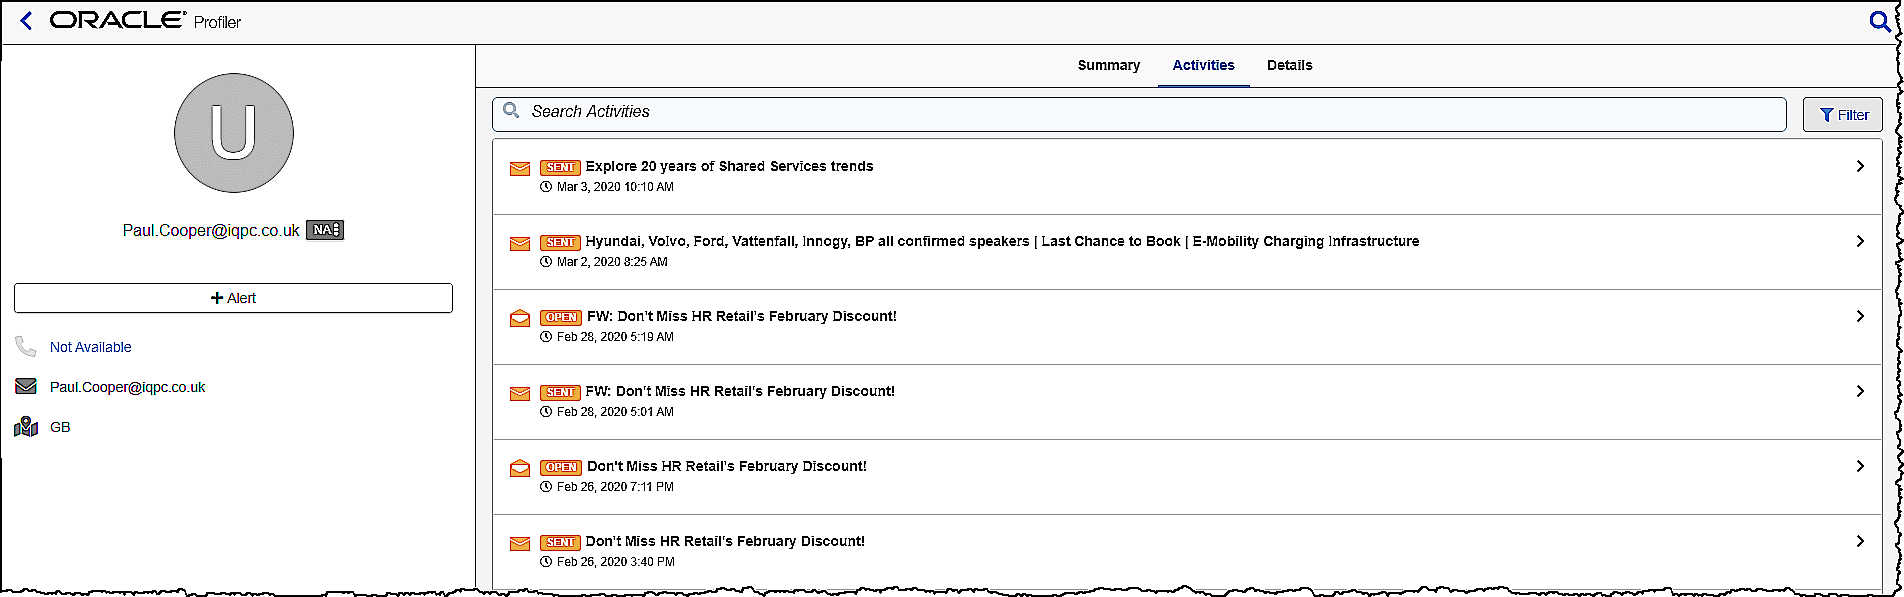 ORACLE® Profiler
U
Paul.Cooper@iqpc.co.uk NA
+ Alert
Not Available
Paul.Cooper@iqpc.co.uk
GB
Summary Activities Details
Search Activities
Filter
SENT Explore 20 years of Shared Services trends
Mar 3, 2020 10:10 AM
SENT Hyundai, Volvo, Ford, Vattenfall, Innogy, BP all confirmed speakers | Last Chance to Book | E-Mobility Charging Infrastructure
Mar 2, 2020 8:25 AM
OPEN FW: Don't Miss HR Retail's February Discount!
Feb 28, 2020 5:19 AM
SENT FW: Don't Miss HR Retail's February Discount!
Feb 28, 2020 5:01 AM
OPEN Don't Miss HR Retail's February Discount!
Feb 26, 2020 7:11 PM
SENT Don't Miss HR Retail's February Discount!
Feb 26, 2020 3:40 PM